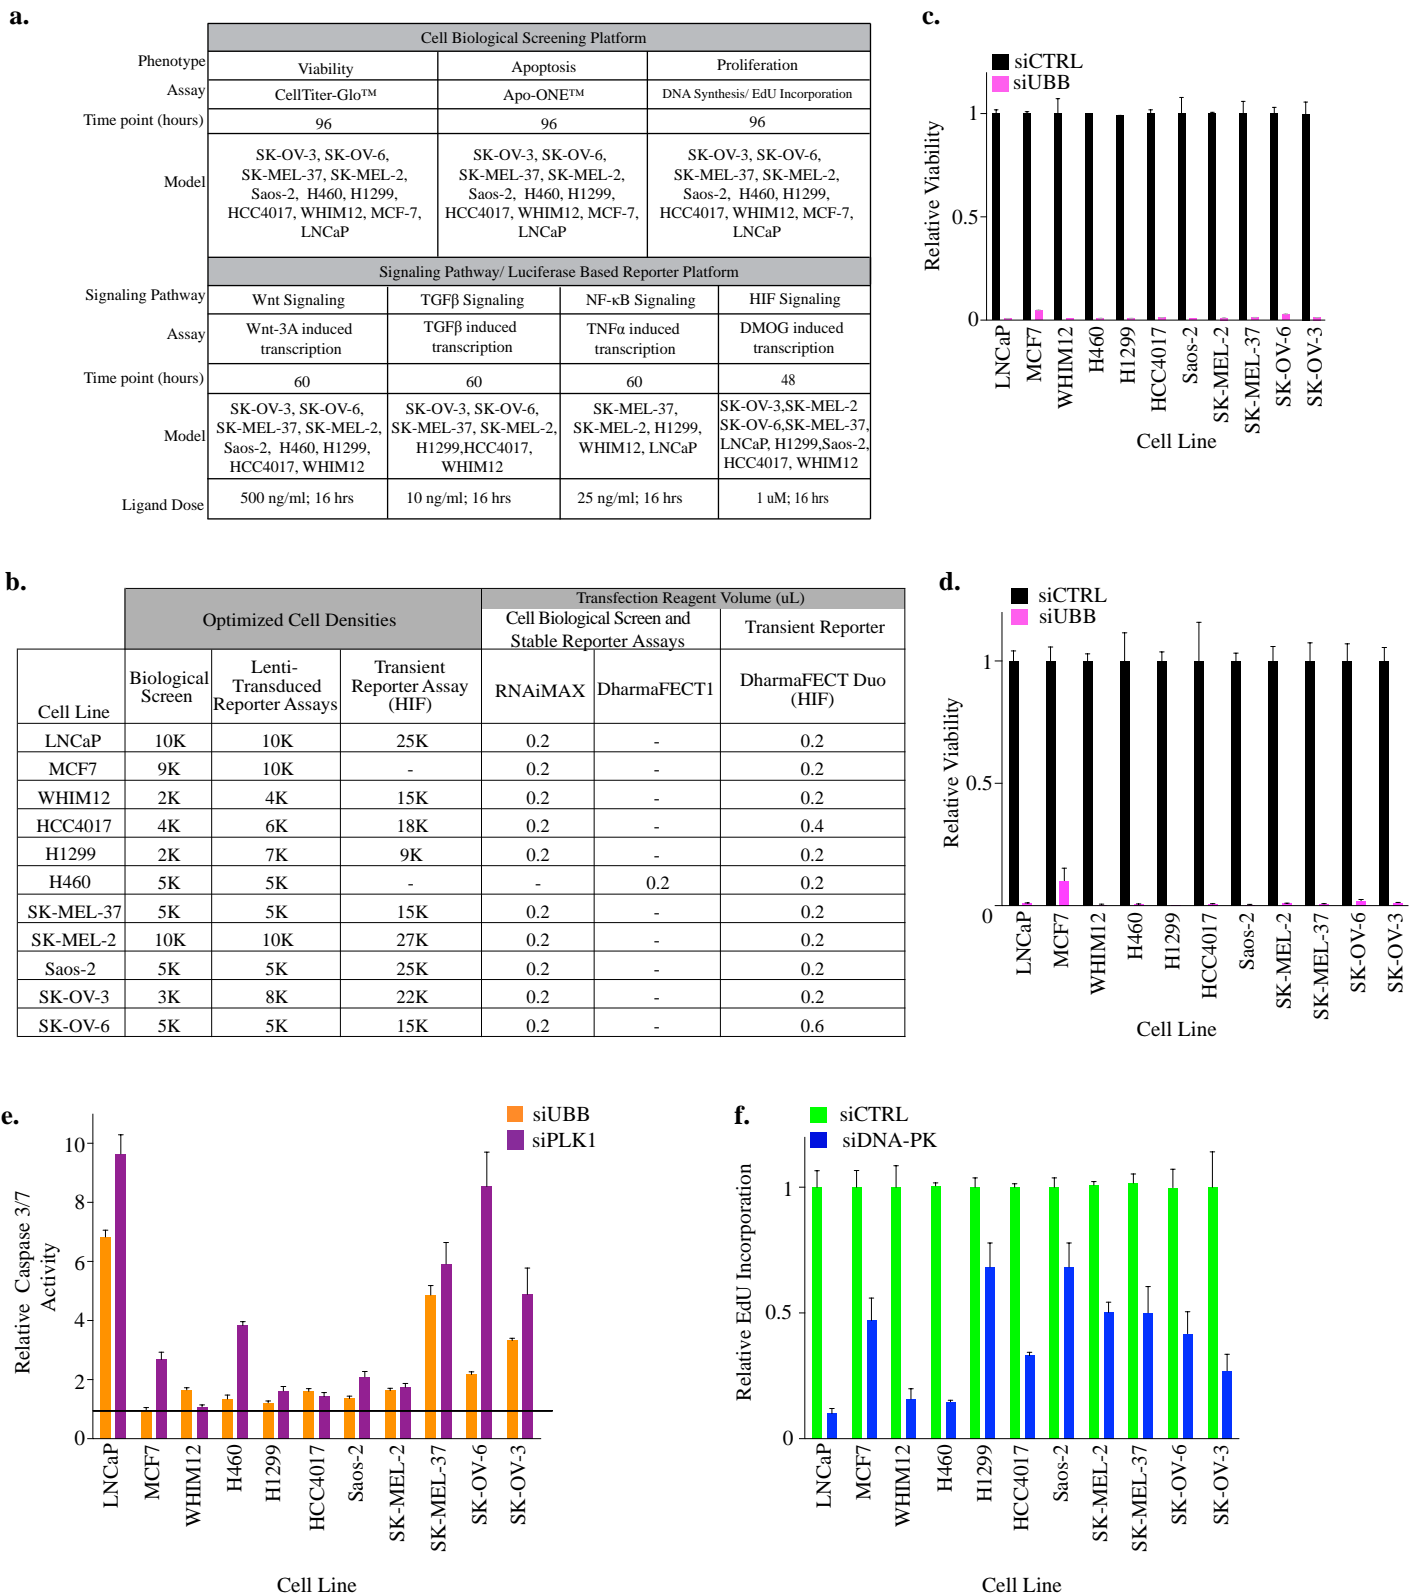 a.
Cell Biological Screening Platform
Phenotype Viability Apoptosis Proliferation
Assay CellTiter-Glo™ Apo-ONE™ DNA Synthesis/ EdU Incorporation
Time point (hours) 96 96 96
Model
SK-OV-3, SK-OV-6,
SK-MEL-37, SK-MEL-2,
Saos-2, H460, H1299,
HCC4017, WHIM12, MCF-7,
LNCaP
SK-OV-3, SK-OV-6,
SK-MEL-37, SK-MEL-2,
Saos-2, H460, H1299,
HCC4017, WHIM12, MCF-7,
LNCaP
SK-OV-3, SK-OV-6,
SK-MEL-37, SK-MEL-2,
Saos-2, H460, H1299,
HCC4017, WHIM12, MCF-7,
LNCaP
Signaling Pathway/ Luciferase Based Reporter Platform
Signaling Pathway Wnt Signaling TGFβ Signaling NF-κB Signaling HIF Signaling
Assay
Wnt-3A induced
transcription
TGFβ induced
transcription
TNFα induced
transcription
DMOG induced
transcription
Time point (hours) 60 60 60 48
Model
SK-OV-3, SK-OV-6,
SK-MEL-37, SK-MEL-2,
Saos-2, H460, H1299,
HCC4017, WHIM12
SK-OV-3, SK-OV-6,
SK-MEL-37, SK-MEL-2,
H1299,HCC4017,
WHIM12
SK-MEL-37,
SK-MEL-2, H1299,
WHIM12, LNCaP
SK-OV-3,SK-MEL-2
SK-OV-6,SK-MEL-37,
LNCaP, H1299,Saos-2,
HCC4017, WHIM12
Ligand Dose 500 ng/ml; 16 hrs 10 ng/ml; 16 hrs 25 ng/ml; 16 hrs 1 uM; 16 hrs
b.
Optimized Cell Densities
Transfection Reagent Volume (uL)
Cell Biological Screen and
Stable Reporter Assays
Transient Reporter
Cell Line
Biological
Screen
Lenti-
Transduced
Reporter Assays
Transient
Reporter Assay
(HIF)
RNAiMAX
DharmaFECT1
DharmaFECT Duo
(HIF)
LNCaP 10K 10K 25K 0.2 - 0.2
MCF7 9K 10K - 0.2 - 0.2
WHIM12 2K 4K 15K 0.2 - 0.2
HCC4017 4K 6K 18K 0.2 - 0.4
H1299 2K 7K 9K 0.2 - 0.2
H460 5K 5K - - 0.2 0.2
SK-MEL-37 5K 5K 15K 0.2 - 0.2
SK-MEL-2 10K 10K 27K 0.2 - 0.2
Saos-2 5K 5K 25K 0.2 - 0.2
SK-OV-3 3K 8K 22K 0.2 - 0.2
SK-OV-6 5K 5K 15K 0.2 - 0.6
c.
siCTRL
siUBB
Relative Viability
1
0.5
0
LNCaP
MCF7
WHIM12
H460
H1299
HCC4017
Saos-2
SK-MEL-2
SK-MEL-37
SK-OV-6
SK-OV-3
Cell Line
d.
siCTRL
siUBB
Relative Viability
1
0.5
0
LNCaP
MCF7
WHIM12
H460
H1299
HCC4017
Saos-2
SK-MEL-2
SK-MEL-37
SK-OV-6
SK-OV-3
Cell Line
e.
siUBB
siPLK1
Relative Caspase 3/7
Activity
10
8
6
4
2
0
LNCaP
MCF7
WHIM12
H460
H1299
HCC4017
Saos-2
SK-MEL-2
SK-MEL-37
SK-OV-6
SK-OV-3
Cell Line
f.
siCTRL
siDNA-PK
Relative EdU Incorporation
1
0.5
0
LNCaP
MCF7
WHIM12
H460
H1299
HCC4017
Saos-2
SK-MEL-2
SK-MEL-37
SK-OV-6
SK-OV-3
Cell Line